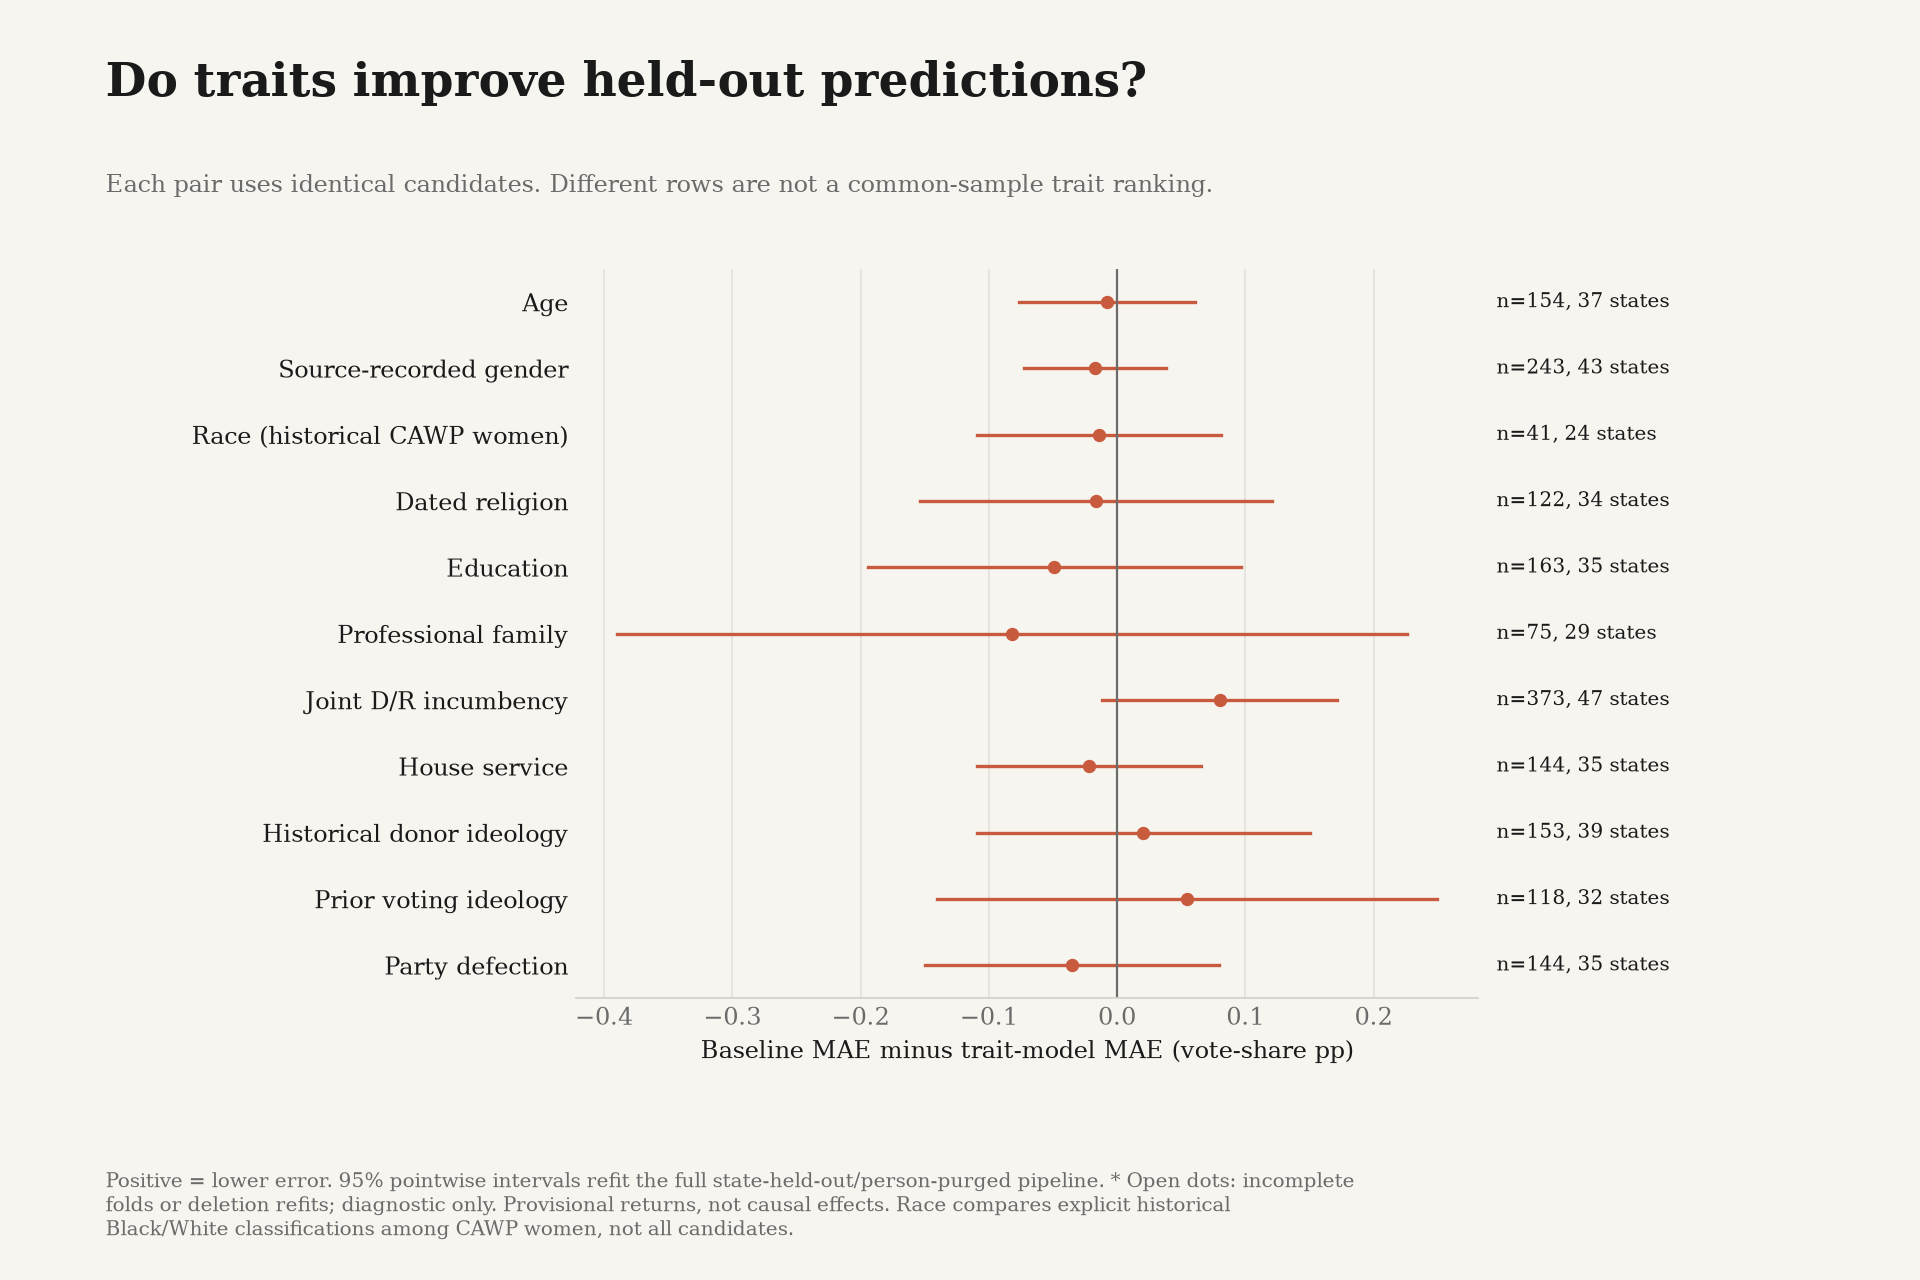 Do traits improve held-out predictions?
Each pair uses identical candidates. Different rows are not a common-sample trait ranking.
Age n=154, 37 states
Source-recorded gender n=243, 43 states
Race (historical CAWP women) n=41, 24 states
Dated religion n=122, 34 states
Education n=163, 35 states
Professional family n=75, 29 states
Joint D/R incumbency n=373, 47 states
House service n=144, 35 states
Historical donor ideology n=153, 39 states
Prior voting ideology n=118, 32 states
Party defection n=144, 35 states
−0.4 −0.3 −0.2 −0.1 0.0 0.1 0.2
Baseline MAE minus trait-model MAE (vote-share pp)
Positive = lower error. 95% pointwise intervals refit the full state-held-out/person-purged pipeline. * Open dots: incomplete
folds or deletion refits; diagnostic only. Provisional returns, not causal effects. Race compares explicit historical
Black/White classifications among CAWP women, not all candidates.